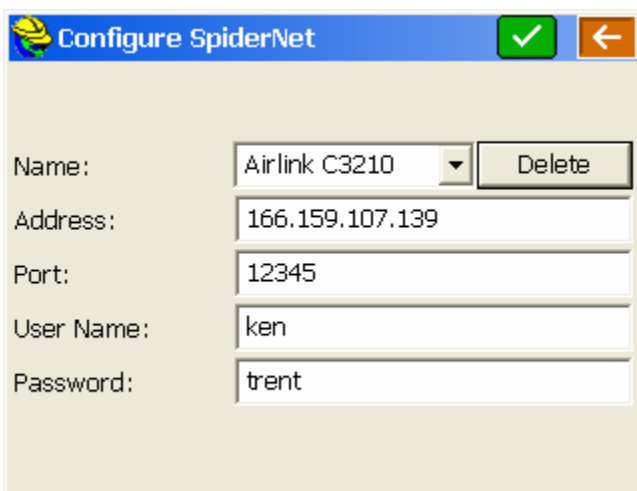 Configure SpiderNet
Name: Airlink C3210 Delete
Address: 166.159.107.139
Port: 12345
User Name: ken
Password: trent